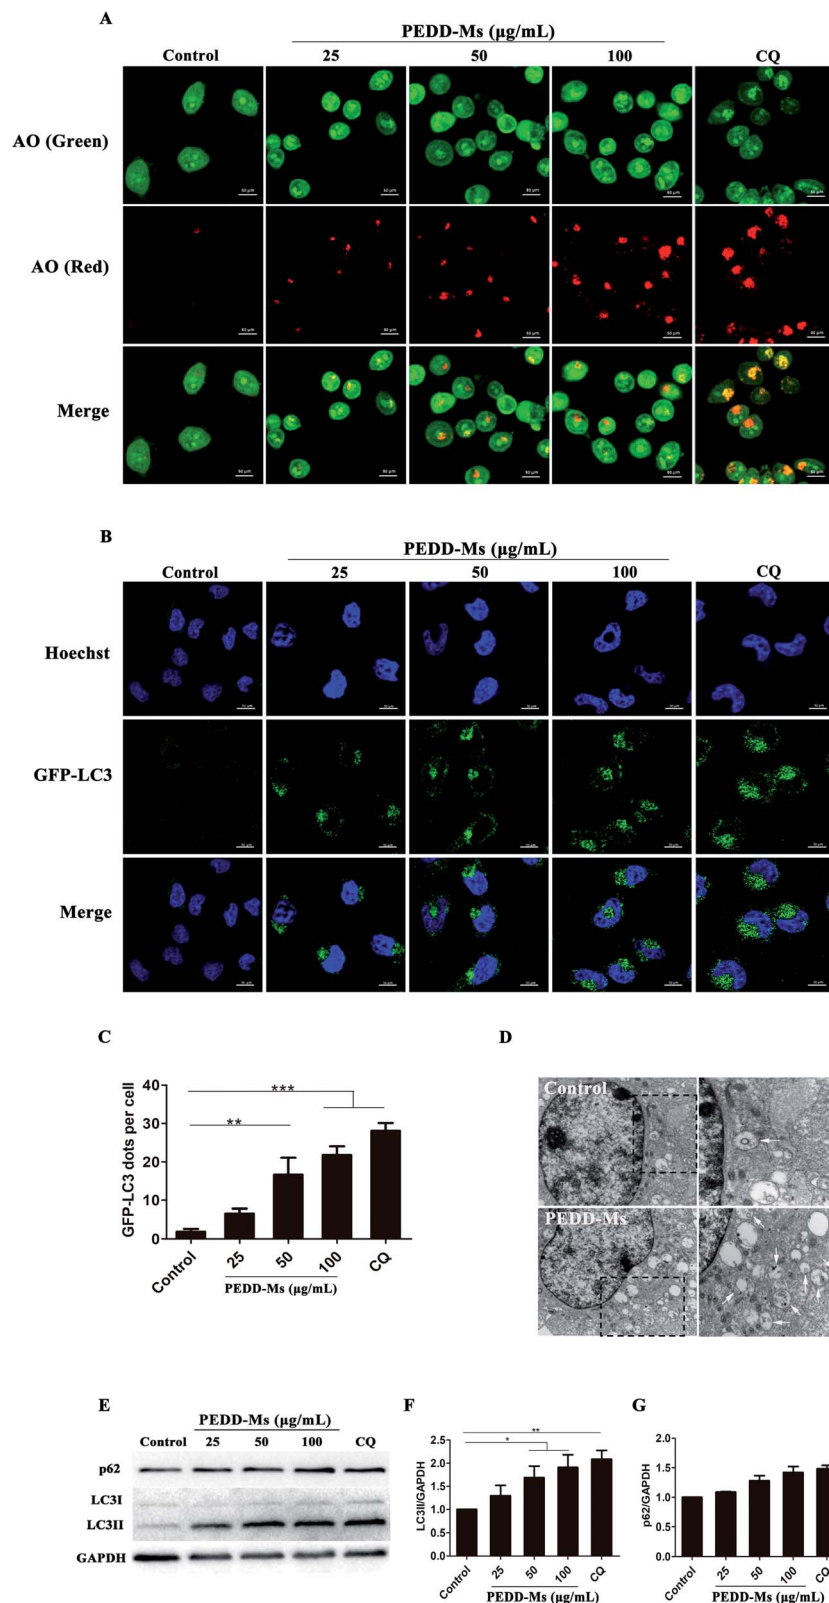 A
PEDD-Ms (µg/mL)
Control 25 50 100 CQ
AO (Green)
AO (Red)
Merge
B
PEDD-Ms (µg/mL)
Control 25 50 100 CQ
Hoechst
GFP-LC3
Merge
C
GFP-LC3 dots per cell
40
30
20
10
0
***
**
Control 25 50 100 CQ
PEDD-Ms (µg/mL)
D
Control
PEDD-Ms
E
PEDD-Ms (µg/mL)
Control 25 50 100 CQ
p62
LC3I
LC3II
GAPDH
F
LC3II/GAPDH
2.5
2.0
1.5
1.0
0.5
0.0
**
*
Control 25 50 100 CQ
PEDD-Ms (µg/mL)
G
p62/GAPDH
2.0
1.5
1.0
0.5
0.0
Control 25 50 100 CQ
PEDD-Ms (µg/mL)